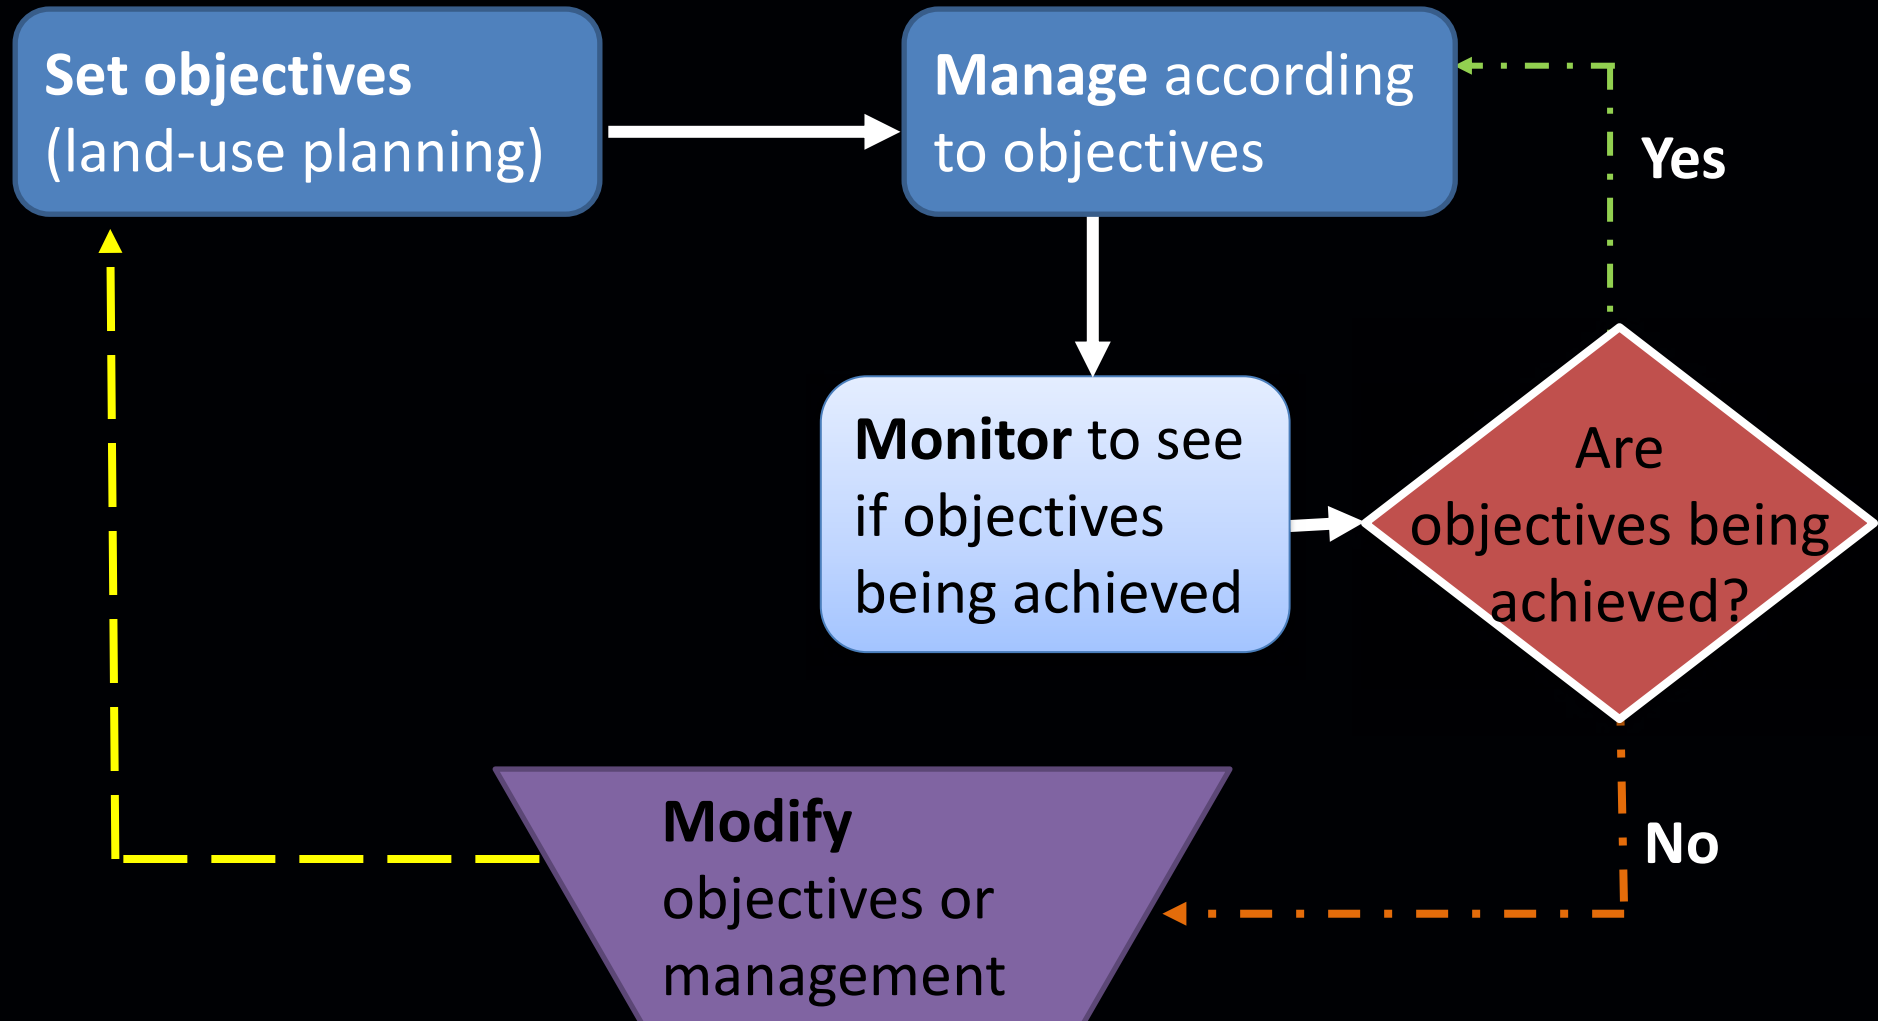 Set objectives
(land-use planning)
Manage according
to objectives
Yes
Monitor to see
if objectives
being achieved
Are
objectives being
achieved?
No
Modify
objectives or
management